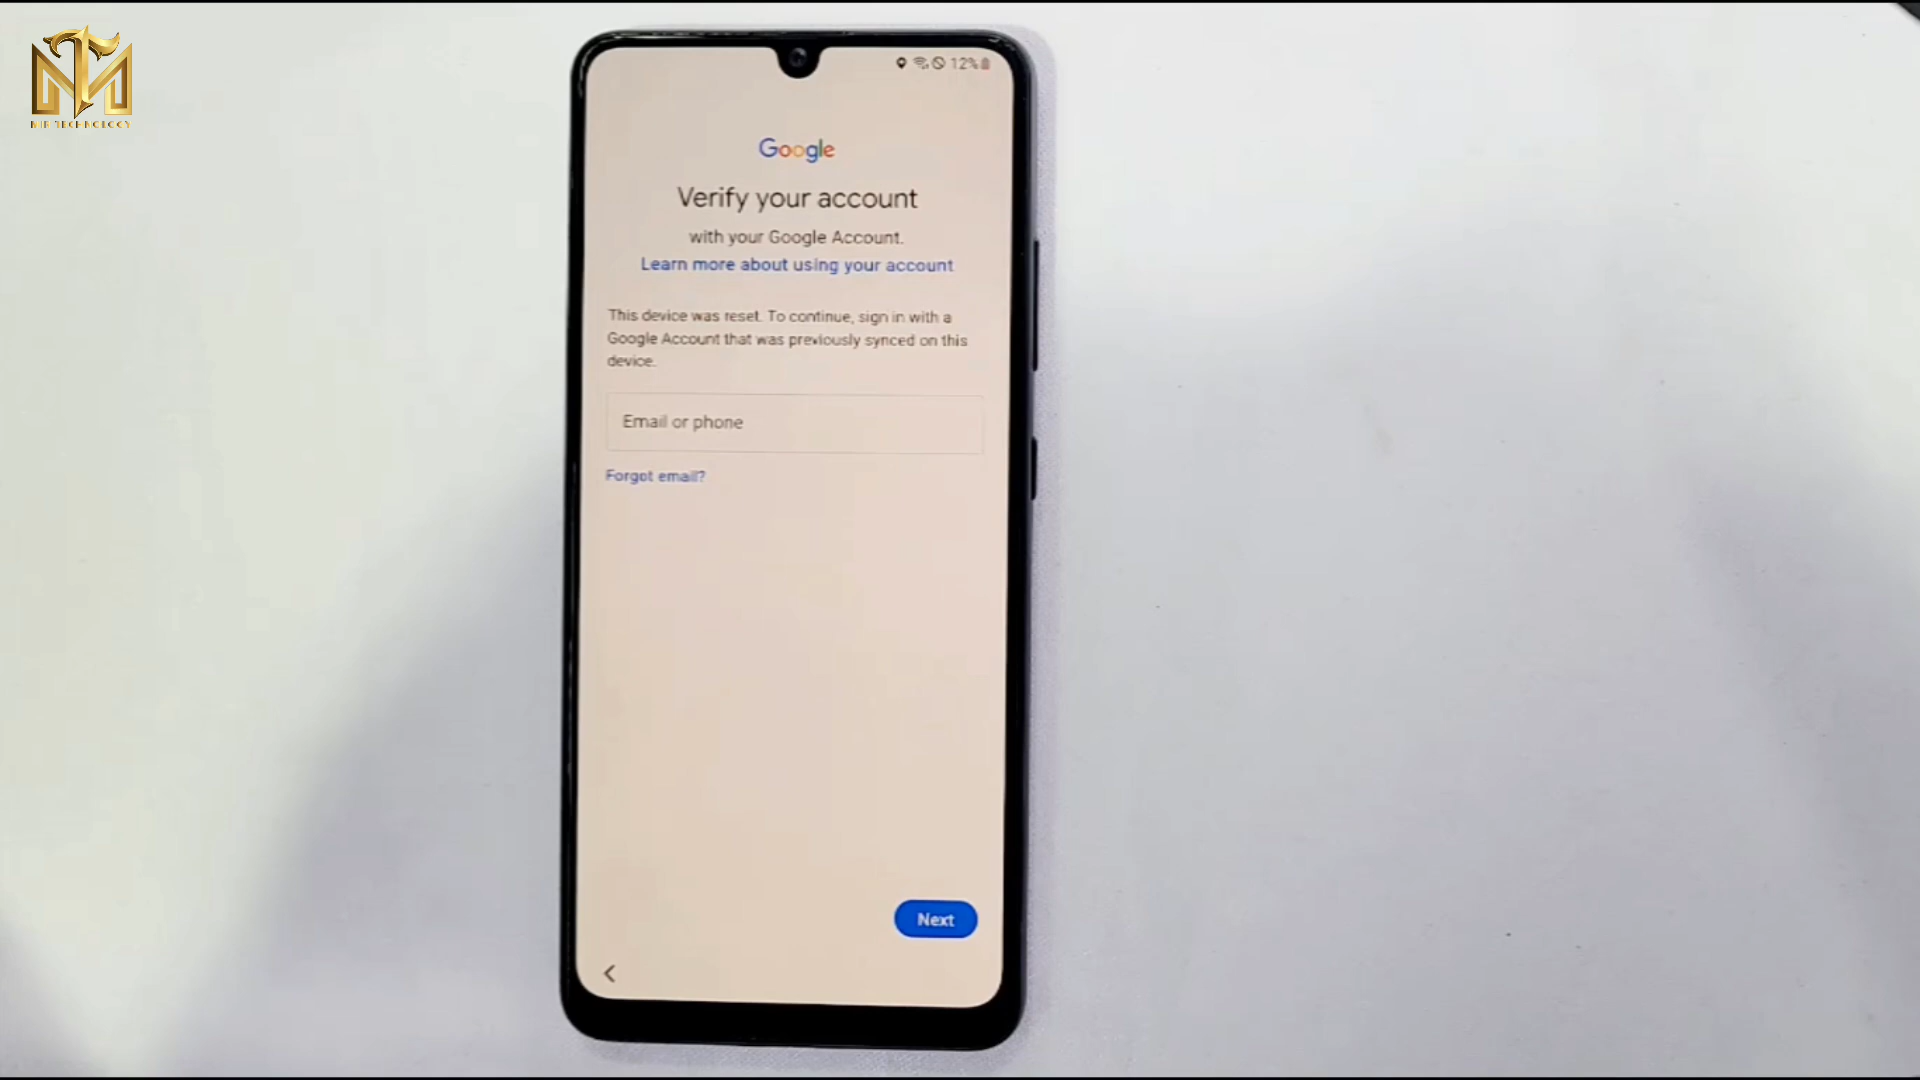 MIR TECHNOLOGY
12%
Google
Verify your account
with your Google Account.
Learn more about using your account
This device was reset. To continue, sign in with a
Google Account that was previously synced on this
device.
Email or phone
Forgot email?
Next